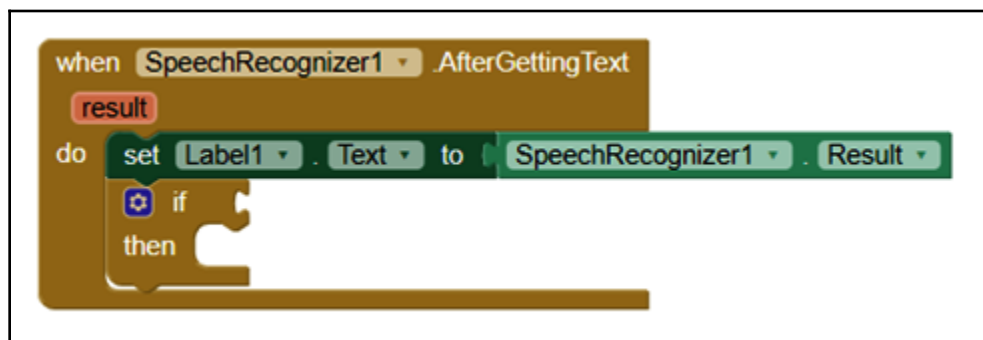 when SpeechRecognizer1 .AfterGettingText
result
do set Label1 . Text to SpeechRecognizer1 . Result
if
then